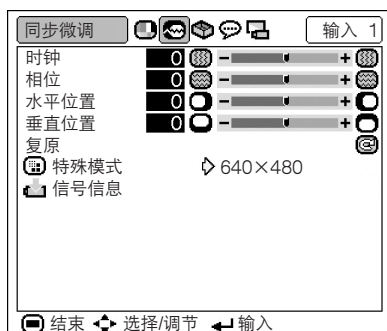 同步微调 输入 1
时钟 0 - +
相位 0 - +
水平位置 0 - +
垂直位置 0 - +
复原
特殊模式 640×480
信号信息
结束 选择/调节 输入